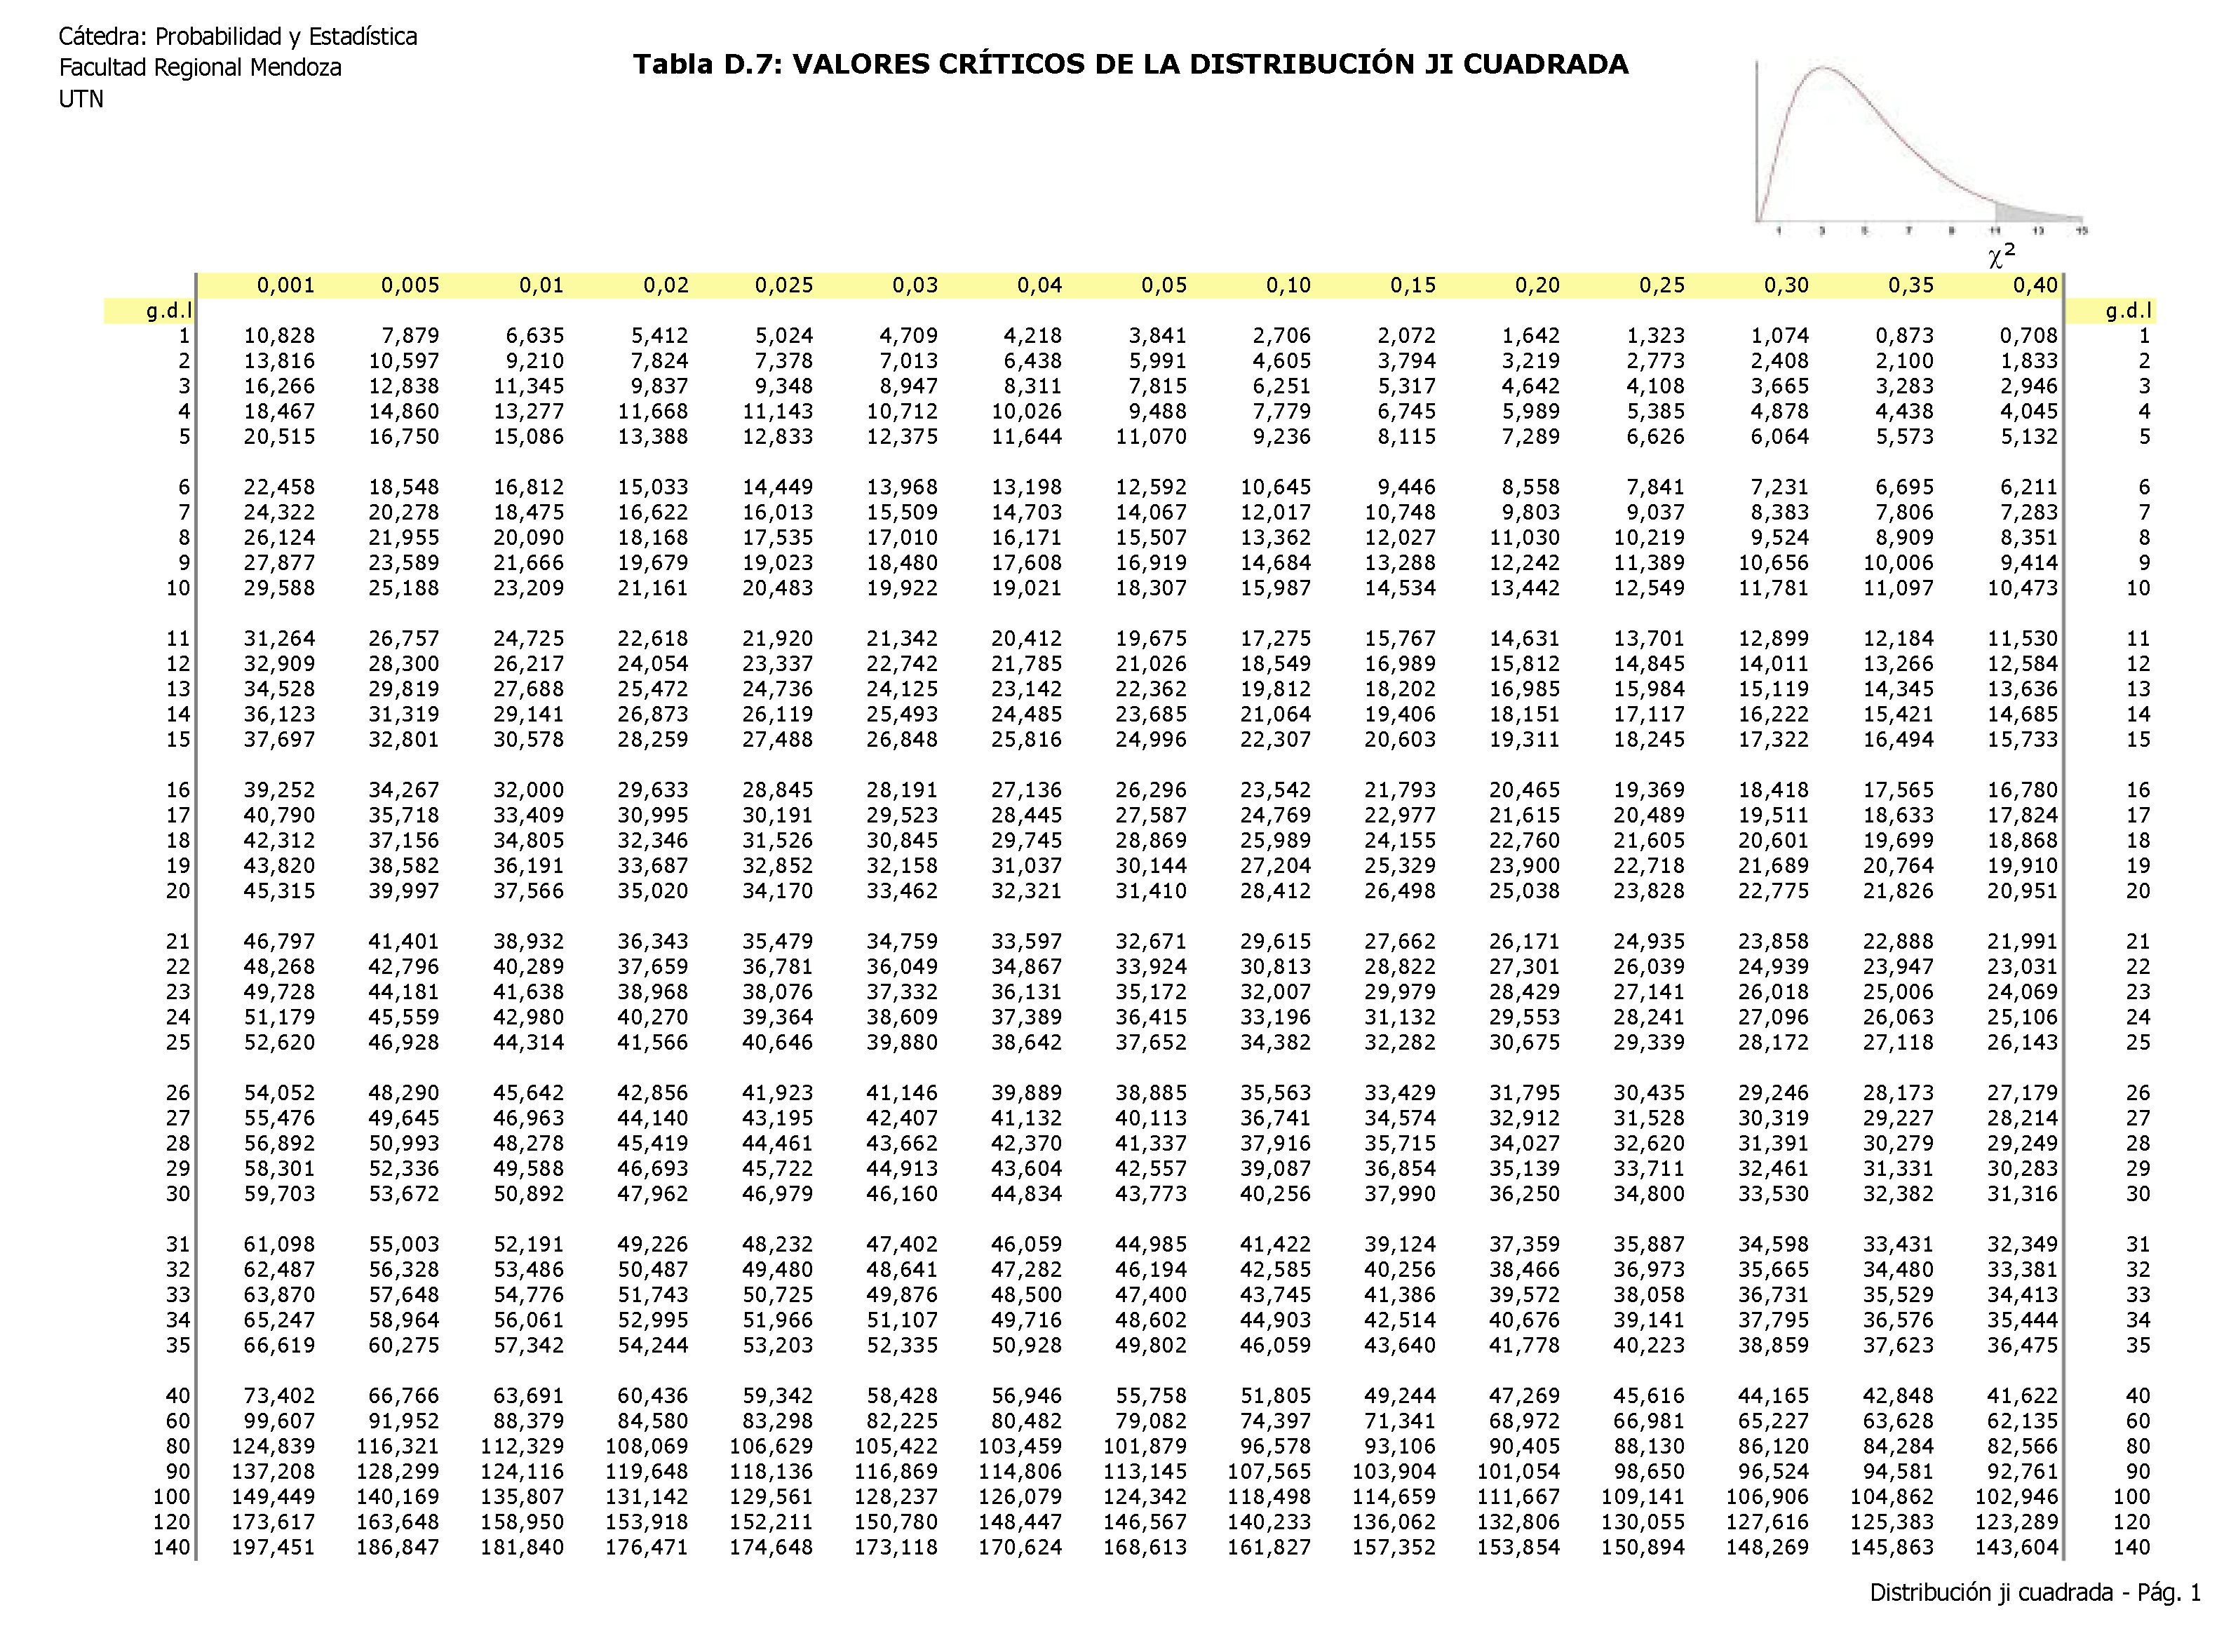 Cátedra: Probabilidad y Estadística
Facultad Regional Mendoza
UTN
Tabla D.7: VALORES CRÍTICOS DE LA DISTRIBUCIÓN JI CUADRADA
1 3 5 7 9 11 13 15
χ²
0,001 0,005 0,01 0,02 0,025 0,03 0,04 0,05 0,10 0,15 0,20 0,25 0,30 0,35 0,40
g.d.l g.d.l
1 10,828 7,879 6,635 5,412 5,024 4,709 4,218 3,841 2,706 2,072 1,642 1,323 1,074 0,873 0,708 1
2 13,816 10,597 9,210 7,824 7,378 7,013 6,438 5,991 4,605 3,794 3,219 2,773 2,408 2,100 1,833 2
3 16,266 12,838 11,345 9,837 9,348 8,947 8,311 7,815 6,251 5,317 4,642 4,108 3,665 3,283 2,946 3
4 18,467 14,860 13,277 11,668 11,143 10,712 10,026 9,488 7,779 6,745 5,989 5,385 4,878 4,438 4,045 4
5 20,515 16,750 15,086 13,388 12,833 12,375 11,644 11,070 9,236 8,115 7,289 6,626 6,064 5,573 5,132 5
6 22,458 18,548 16,812 15,033 14,449 13,968 13,198 12,592 10,645 9,446 8,558 7,841 7,231 6,695 6,211 6
7 24,322 20,278 18,475 16,622 16,013 15,509 14,703 14,067 12,017 10,748 9,803 9,037 8,383 7,806 7,283 7
8 26,124 21,955 20,090 18,168 17,535 17,010 16,171 15,507 13,362 12,027 11,030 10,219 9,524 8,909 8,351 8
9 27,877 23,589 21,666 19,679 19,023 18,480 17,608 16,919 14,684 13,288 12,242 11,389 10,656 10,006 9,414 9
10 29,588 25,188 23,209 21,161 20,483 19,922 19,021 18,307 15,987 14,534 13,442 12,549 11,781 11,097 10,473 10
11 31,264 26,757 24,725 22,618 21,920 21,342 20,412 19,675 17,275 15,767 14,631 13,701 12,899 12,184 11,530 11
12 32,909 28,300 26,217 24,054 23,337 22,742 21,785 21,026 18,549 16,989 15,812 14,845 14,011 13,266 12,584 12
13 34,528 29,819 27,688 25,472 24,736 24,125 23,142 22,362 19,812 18,202 16,985 15,984 15,119 14,345 13,636 13
14 36,123 31,319 29,141 26,873 26,119 25,493 24,485 23,685 21,064 19,406 18,151 17,117 16,222 15,421 14,685 14
15 37,697 32,801 30,578 28,259 27,488 26,848 25,816 24,996 22,307 20,603 19,311 18,245 17,322 16,494 15,733 15
16 39,252 34,267 32,000 29,633 28,845 28,191 27,136 26,296 23,542 21,793 20,465 19,369 18,418 17,565 16,780 16
17 40,790 35,718 33,409 30,995 30,191 29,523 28,445 27,587 24,769 22,977 21,615 20,489 19,511 18,633 17,824 17
18 42,312 37,156 34,805 32,346 31,526 30,845 29,745 28,869 25,989 24,155 22,760 21,605 20,601 19,699 18,868 18
19 43,820 38,582 36,191 33,687 32,852 32,158 31,037 30,144 27,204 25,329 23,900 22,718 21,689 20,764 19,910 19
20 45,315 39,997 37,566 35,020 34,170 33,462 32,321 31,410 28,412 26,498 25,038 23,828 22,775 21,826 20,951 20
21 46,797 41,401 38,932 36,343 35,479 34,759 33,597 32,671 29,615 27,662 26,171 24,935 23,858 22,888 21,991 21
22 48,268 42,796 40,289 37,659 36,781 36,049 34,867 33,924 30,813 28,822 27,301 26,039 24,939 23,947 23,031 22
23 49,728 44,181 41,638 38,968 38,076 37,332 36,131 35,172 32,007 29,979 28,429 27,141 26,018 25,006 24,069 23
24 51,179 45,559 42,980 40,270 39,364 38,609 37,389 36,415 33,196 31,132 29,553 28,241 27,096 26,063 25,106 24
25 52,620 46,928 44,314 41,566 40,646 39,880 38,642 37,652 34,382 32,282 30,675 29,339 28,172 27,118 26,143 25
26 54,052 48,290 45,642 42,856 41,923 41,146 39,889 38,885 35,563 33,429 31,795 30,435 29,246 28,173 27,179 26
27 55,476 49,645 46,963 44,140 43,195 42,407 41,132 40,113 36,741 34,574 32,912 31,528 30,319 29,227 28,214 27
28 56,892 50,993 48,278 45,419 44,461 43,662 42,370 41,337 37,916 35,715 34,027 32,620 31,391 30,279 29,249 28
29 58,301 52,336 49,588 46,693 45,722 44,913 43,604 42,557 39,087 36,854 35,139 33,711 32,461 31,331 30,283 29
30 59,703 53,672 50,892 47,962 46,979 46,160 44,834 43,773 40,256 37,990 36,250 34,800 33,530 32,382 31,316 30
31 61,098 55,003 52,191 49,226 48,232 47,402 46,059 44,985 41,422 39,124 37,359 35,887 34,598 33,431 32,349 31
32 62,487 56,328 53,486 50,487 49,480 48,641 47,282 46,194 42,585 40,256 38,466 36,973 35,665 34,480 33,381 32
33 63,870 57,648 54,776 51,743 50,725 49,876 48,500 47,400 43,745 41,386 39,572 38,058 36,731 35,529 34,413 33
34 65,247 58,964 56,061 52,995 51,966 51,107 49,716 48,602 44,903 42,514 40,676 39,141 37,795 36,576 35,444 34
35 66,619 60,275 57,342 54,244 53,203 52,335 50,928 49,802 46,059 43,640 41,778 40,223 38,859 37,623 36,475 35
40 73,402 66,766 63,691 60,436 59,342 58,428 56,946 55,758 51,805 49,244 47,269 45,616 44,165 42,848 41,622 40
60 99,607 91,952 88,379 84,580 83,298 82,225 80,482 79,082 74,397 71,341 68,972 66,981 65,227 63,628 62,135 60
80 124,839 116,321 112,329 108,069 106,629 105,422 103,459 101,879 96,578 93,106 90,405 88,130 86,120 84,284 82,566 80
90 137,208 128,299 124,116 119,648 118,136 116,869 114,806 113,145 107,565 103,904 101,054 98,650 96,524 94,581 92,761 90
100 149,449 140,169 135,807 131,142 129,561 128,237 126,079 124,342 118,498 114,659 111,667 109,141 106,906 104,862 102,946 100
120 173,617 163,648 158,950 153,918 152,211 150,780 148,447 146,567 140,233 136,062 132,806 130,055 127,616 125,383 123,289 120
140 197,451 186,847 181,840 176,471 174,648 173,118 170,624 168,613 161,827 157,352 153,854 150,894 148,269 145,863 143,604 140
Distribución ji cuadrada - Pág. 1